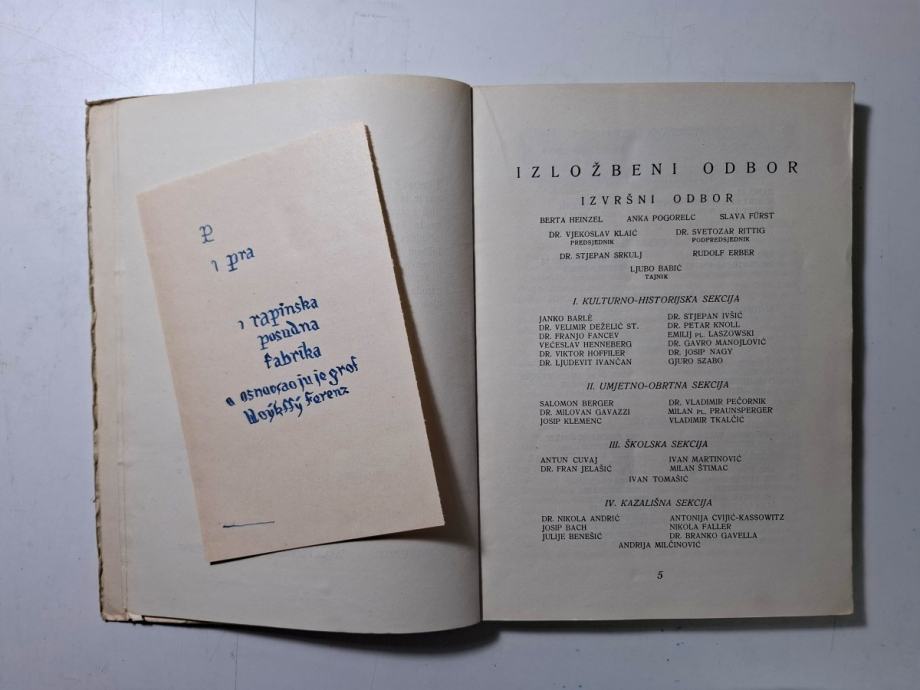 P
1 pra
1 rapinska
posudna
fabrika
osnovao ju je grof
Ferenz
IZLOŽBENI ODBOR
IZVRŠNI ODBOR
BERTA HEINZEL ANKA POGORELC SLAVA FÜRST
DR. VJEKOSLAV KLAIĆ DR. SVETOZAR RITTIG
PREDSJEDNIK PODPREDSJEDNIK
DR. STJEPAN SRKULJ RUDOLF ERBER
LJUBO BABIĆ
TAJNIK
I. KULTURNO-HISTORIJSKA SEKCIJA
JANKO BARLÈ DR. STJEPAN IVŠIĆ
DR. VELIMIR DEŽELIĆ ST. DR. PETAR KNOLL
DR. FRANJO FANCEV EMILIJ PL. LASZOWSKI
VEĆESLAV HENNEBERG DR. GAVRO MANOJLOVIĆ
DR. VIKTOR HOFFILER DR. JOSIP NAGY
DR. LJUDEVIT IVANČAN GJURO SZABO
II. UMJETNO-OBRTNA SEKCIJA
SALOMON BERGER DR. VLADIMIR PEČORNIK
DR. MILOVAN GAVAZZI MILAN PL. PRAUNSPERGER
JOSIP KLEMENC VLADIMIR TKALČIĆ
III. ŠKOLSKA SEKCIJA
ANTUN CUVAJ IVAN MARTINOVIĆ
DR. FRAN JELAŠIĆ MILAN ŠTIMAC
IVAN TOMAŠIĆ
IV. KAZALIŠNA SEKCIJA
DR. NIKOLA ANDRIĆ ANTONIJA CVIJIĆ-KASSOWITZ
JOSIP BACH NIKOLA FALLER
JULIJE BENEŠIĆ DR. BRANKO GAVELLA
ANDRIJA MILČINOVIĆ
5